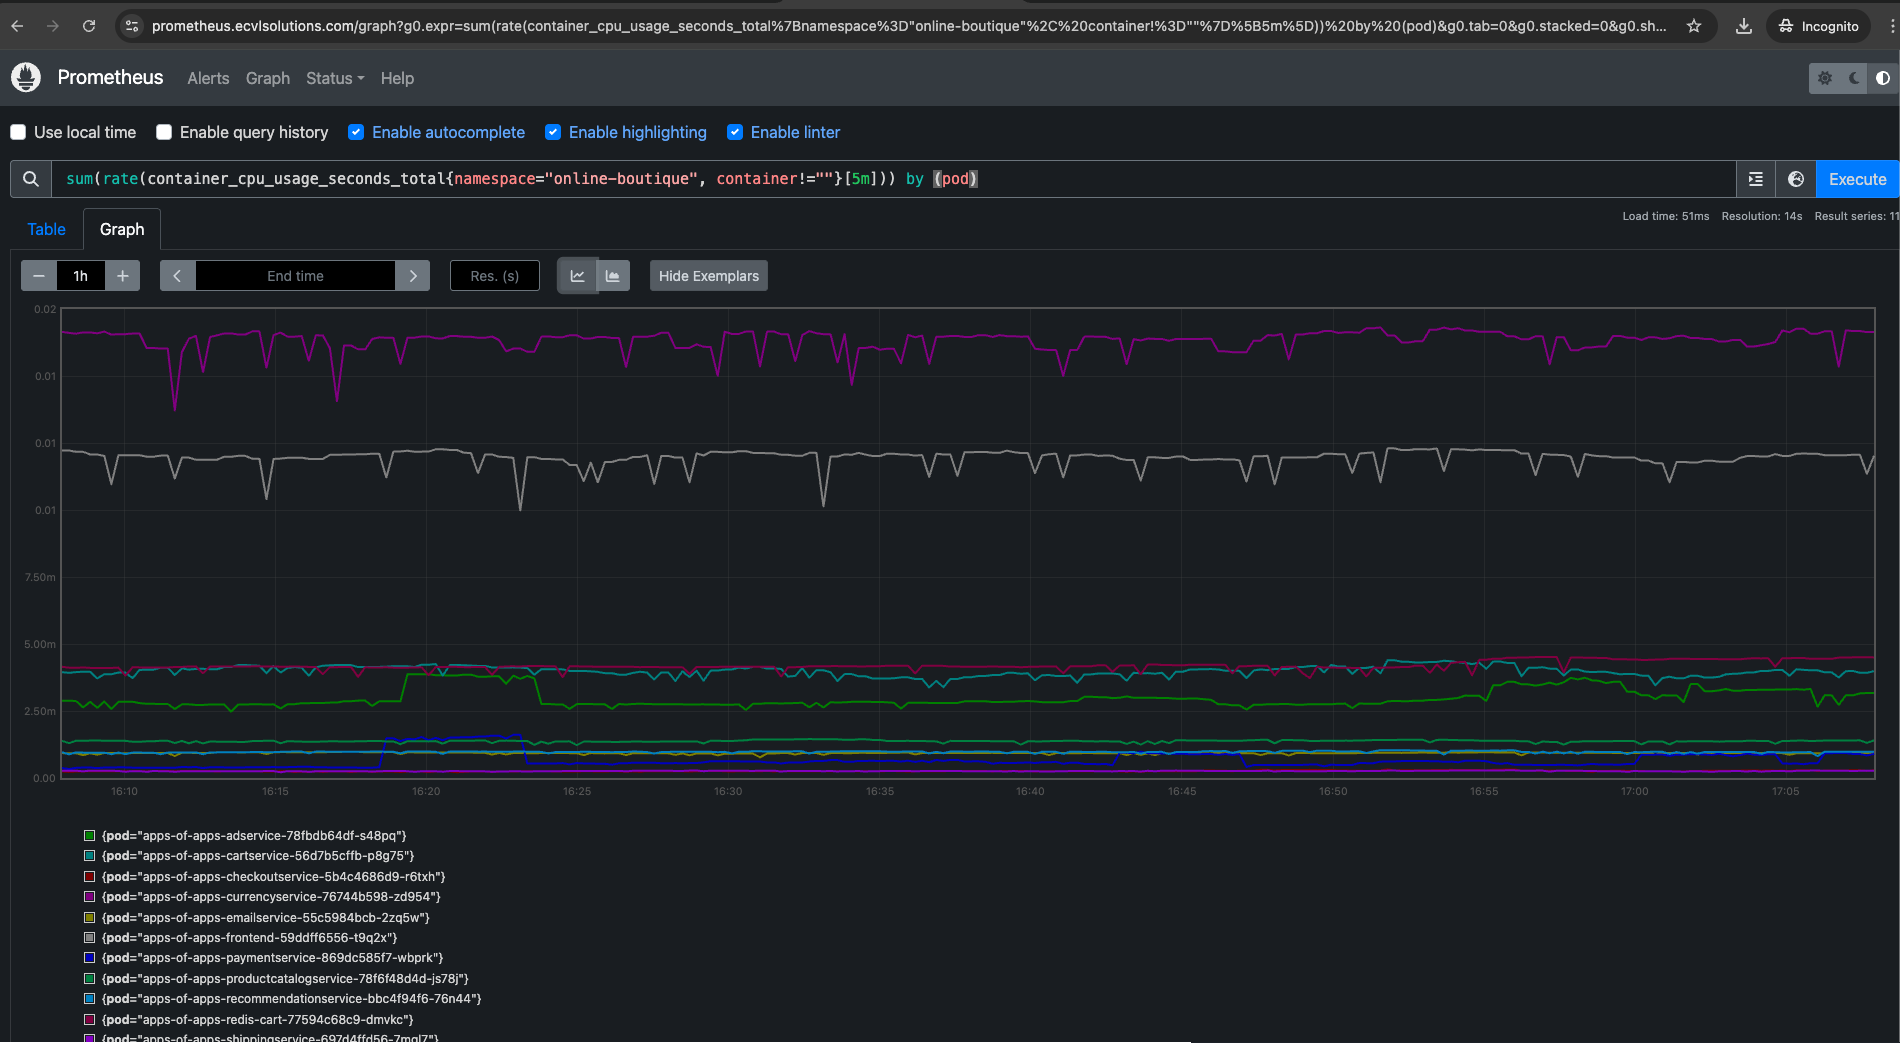 prometheus.ecvlsolutions.com/graph?g0.expr=sum(rate(container_cpu_usage_seconds_total%7Bnamespace%3D"online-boutique"%2C%20container!%3D""%7D%5B5m%5D))%20by%20(pod)&g0.tab=0&g0.stacked=0&g0.sh...
Incognito
Prometheus Alerts Graph Status Help
Use local time Enable query history Enable autocomplete Enable highlighting Enable linter
sum(rate(container_cpu_usage_seconds_total{namespace="online-boutique", container!=""}[5m])) by (pod)
Execute
Load time: 51ms Resolution: 14s Result series: 11
Table Graph
1h End time Res. (s) Hide Exemplars
0.02
0.01
0.01
0.01
7.50m
5.00m
2.50m
0.00
16:10 16:15 16:20 16:25 16:30 16:35 16:40 16:45 16:50 16:55 17:00 17:05
{pod="apps-of-apps-adservice-78fbdb64df-s48pq"}
{pod="apps-of-apps-cartservice-56d7b5cffb-p8g75"}
{pod="apps-of-apps-checkoutservice-5b4c4686d9-r6txh"}
{pod="apps-of-apps-currencyservice-76744b598-zd954"}
{pod="apps-of-apps-emailservice-55c5984bcb-2zq5w"}
{pod="apps-of-apps-frontend-59ddff6556-t9q2x"}
{pod="apps-of-apps-paymentservice-869dc585f7-wbprk"}
{pod="apps-of-apps-productcatalogservice-78f6f48d4d-js78j"}
{pod="apps-of-apps-recommendationservice-bbc4f94f6-76n44"}
{pod="apps-of-apps-redis-cart-77594c68c9-dmvkc"}
{pod="apps-of-apps-shippingservice-697d4ffd56-7mql7"}